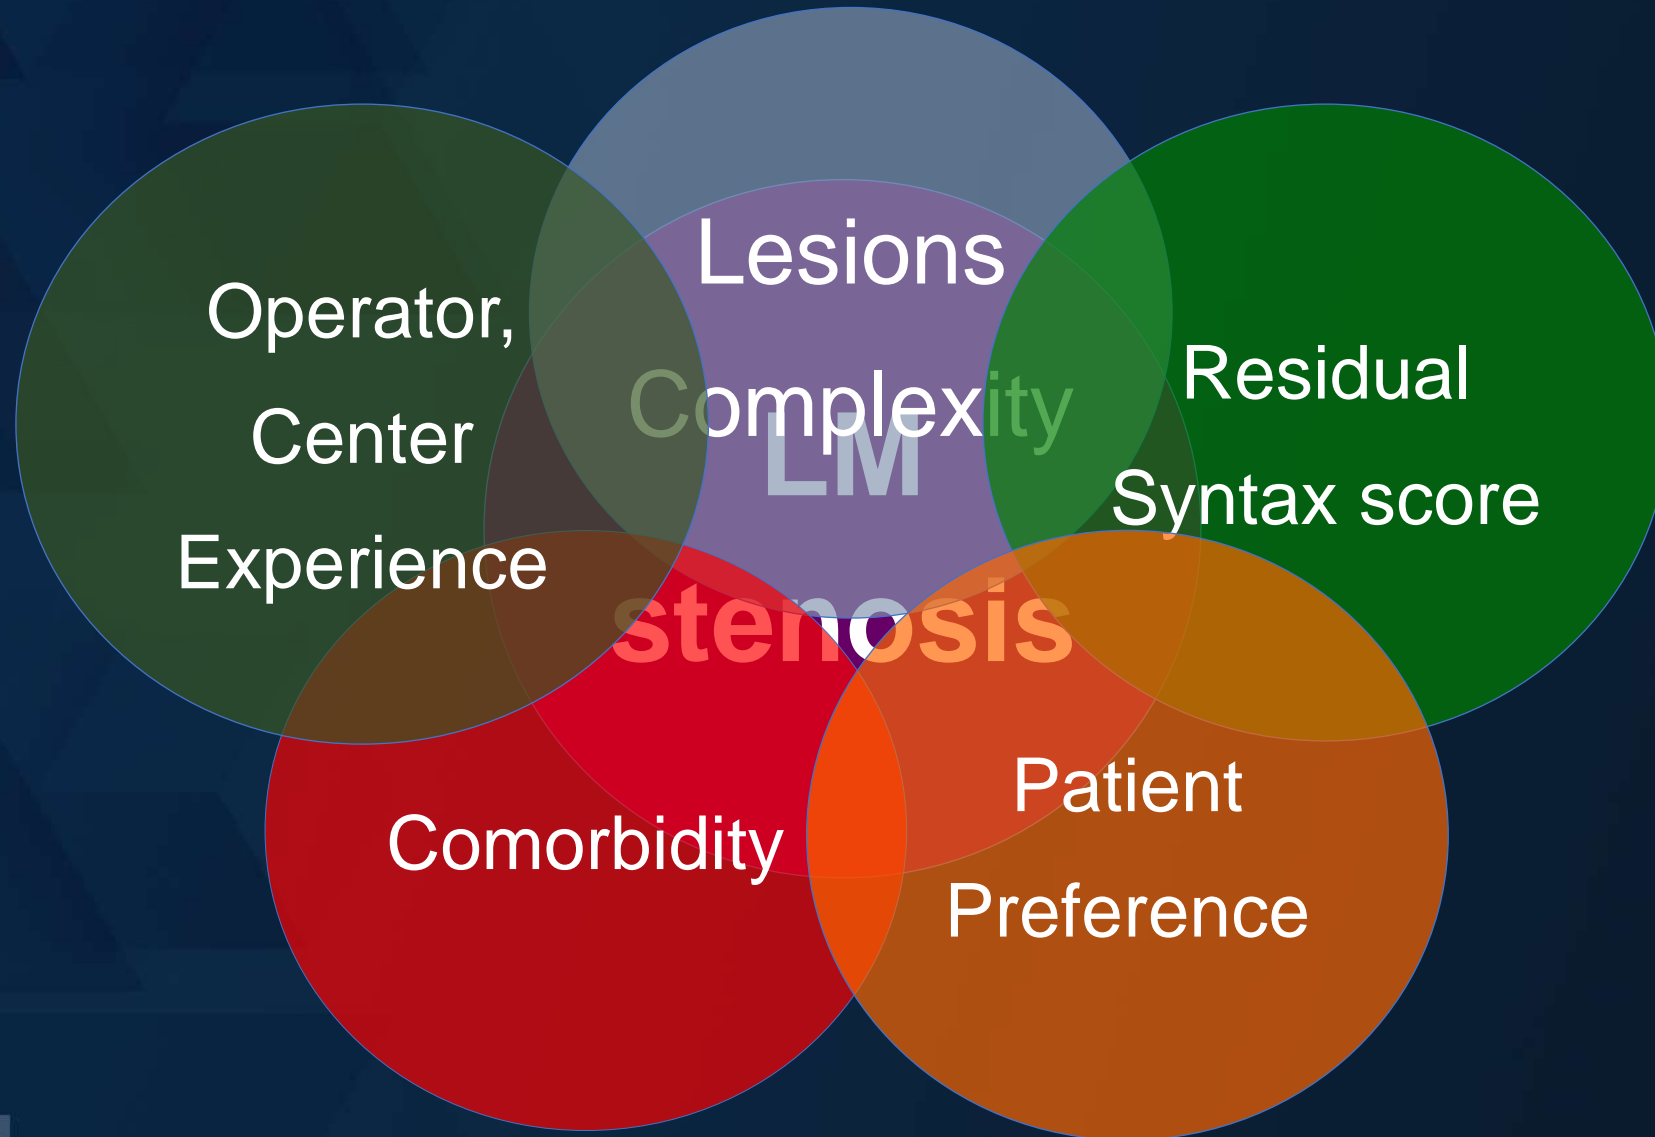 Lesions
Complexity
Operator,
Center
Experience
Residual
Syntax score
LM
stenosis
Comorbidity
Patient
Preference